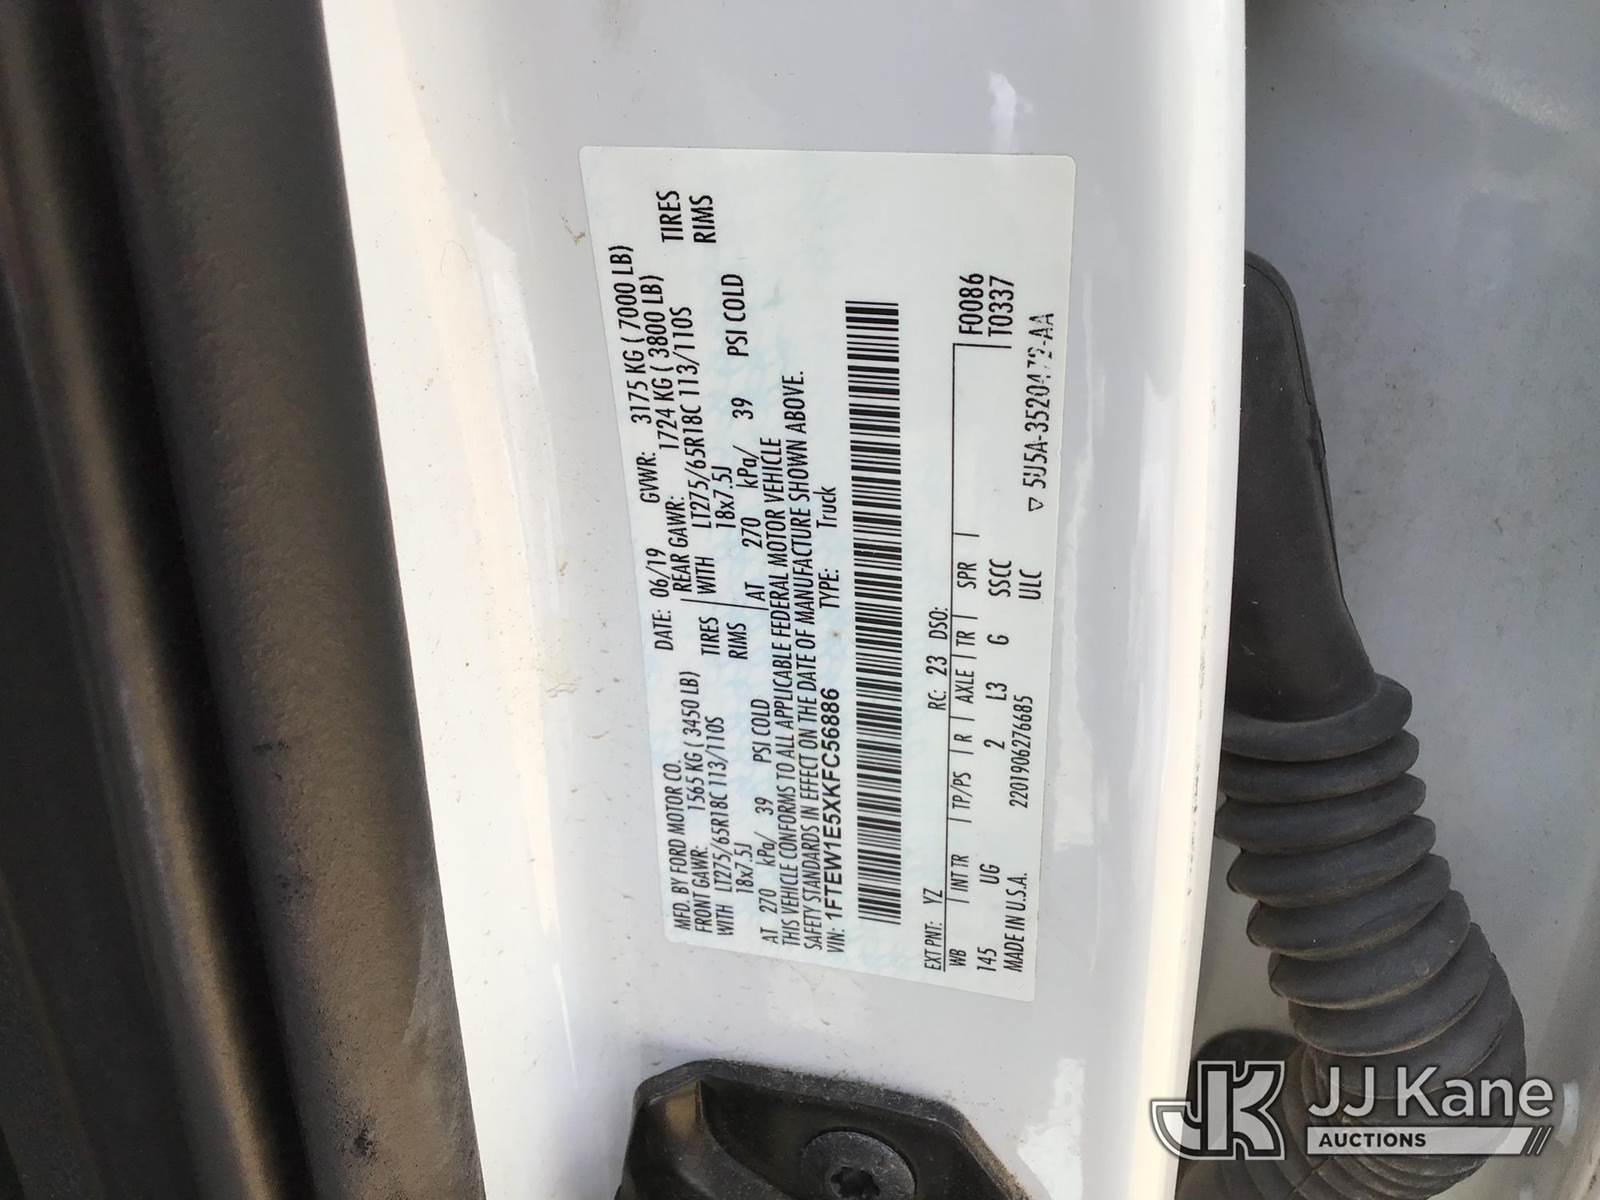 MFD. BY FORD MOTOR CO. DATE: 06/19 GVWR: 3175 KG ( 7000 LB)
FRONT GAWR: 1565 KG ( 3450 LB) REAR GAWR: 1724 KG ( 3800 LB)
WITH LT275/65R18C 113/110S TIRES WITH LT275/65R18C 113/110S TIRES
18x7.5J RIMS 18x7.5J RIMS
AT 270 kPa/ 39 PSI COLD AT 270 kPa/ 39 PSI COLD
THIS VEHICLE CONFORMS TO ALL APPLICABLE FEDERAL MOTOR VEHICLE
SAFETY STANDARDS IN EFFECT ON THE DATE OF MANUFACTURE SHOWN ABOVE.
VIN: 1FTEW1E5XKFC56886 TYPE: Truck
EXT PNT: YZ RC: 23 DSO:
WB INT TR TP/PS R AXLE TR SPR F0086
145 UG 2 L3 G SSCC T0337
MADE IN U.S.A. 2201906276685 ULC ▽ 5U5A-3520472-AA
JK
JJ Kane
AUCTIONS